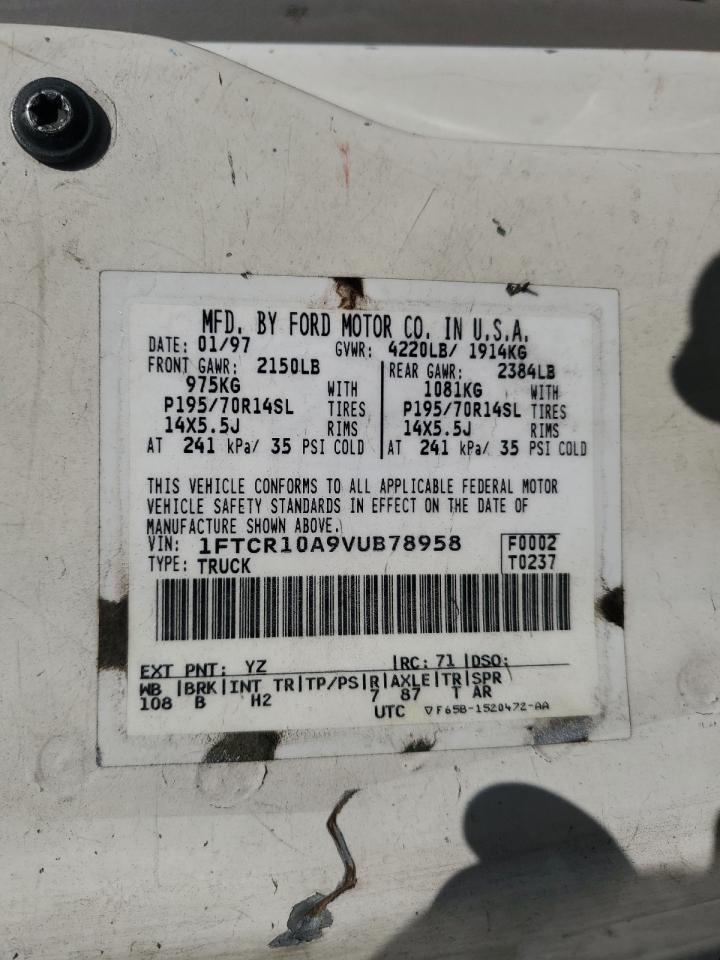 MFD. BY FORD MOTOR CO. IN U.S.A.
DATE: 01/97 GVWR: 4220LB/ 1914KG
FRONT GAWR: 2150LB REAR GAWR: 2384LB
975KG WITH 1081KG WITH
P195/70R14SL TIRES P195/70R14SL TIRES
14X5.5J RIMS 14X5.5J RIMS
AT 241 kPa/ 35 PSI COLD AT 241 kPa/ 35 PSI COLD
THIS VEHICLE CONFORMS TO ALL APPLICABLE FEDERAL MOTOR
VEHICLE SAFETY STANDARDS IN EFFECT ON THE DATE OF
MANUFACTURE SHOWN ABOVE.
VIN: 1FTCR10A9VUB78958 F0002
TYPE: TRUCK T0237
EXT PNT: YZ RC: 71 DSO:
WB BRK INT TR TP/PS R AXLE TR SPR
108 B H2 7 87 T AR
UTC ▽F65B-1520472-AA